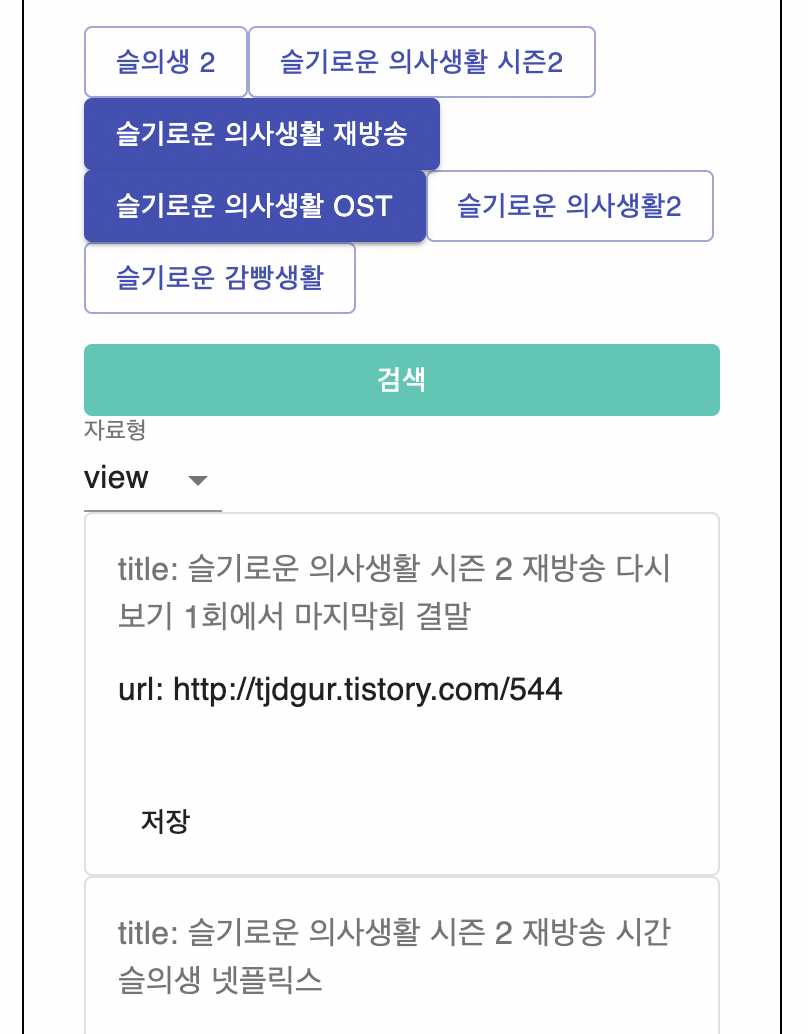 슬의생 2 슬기로운 의사생활 시즌2
슬기로운 의사생활 재방송
슬기로운 의사생활 OST 슬기로운 의사생활2
슬기로운 감빵생활
검색
자료형
view
title: 슬기로운 의사생활 시즌 2 재방송 다시
보기 1회에서 마지막회 결말
url: http://tjdgur.tistory.com/544
저장
title: 슬기로운 의사생활 시즌 2 재방송 시간
슬의생 넷플릭스